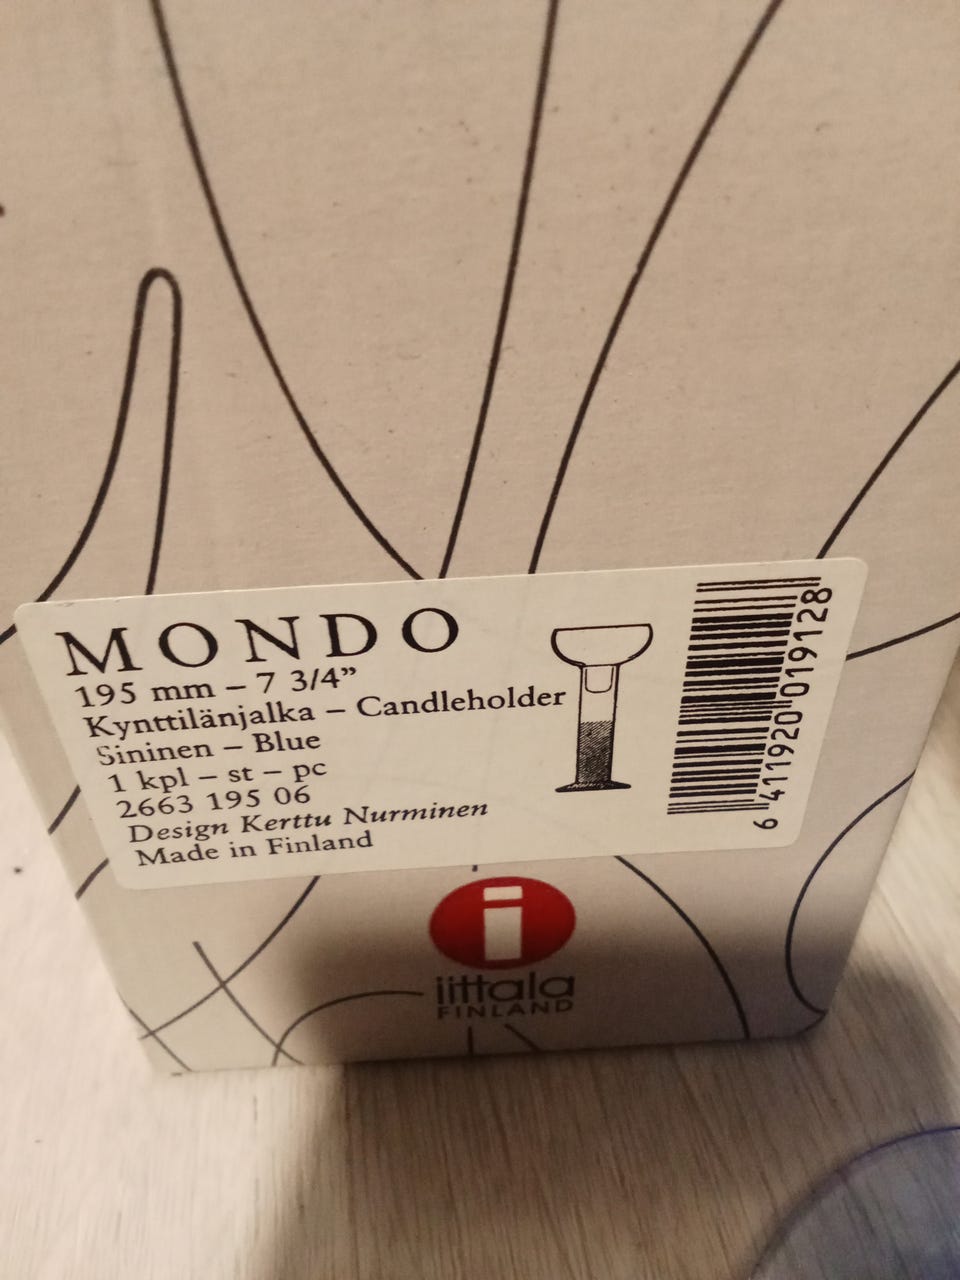 MONDO
195 mm – 7 3/4”
Kynttilänjalka – Candleholder
Sininen – Blue
1 kpl – st – pc
2663 195 06
Design Kerttu Nurminen
Made in Finland
6 411920 019128
i
iittala
FINLAND